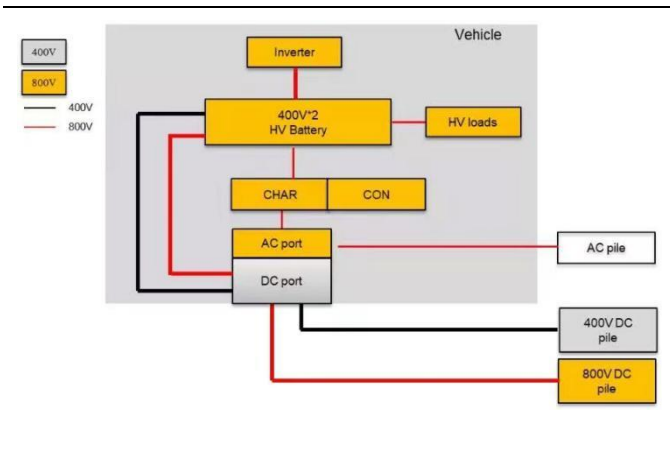 Vehicle
400V
800V
400V
800V
Inverter
400V*2
HV Battery
HV loads
CHAR
CON
AC port
DC port
AC pile
400V DC
pile
800V DC
pile